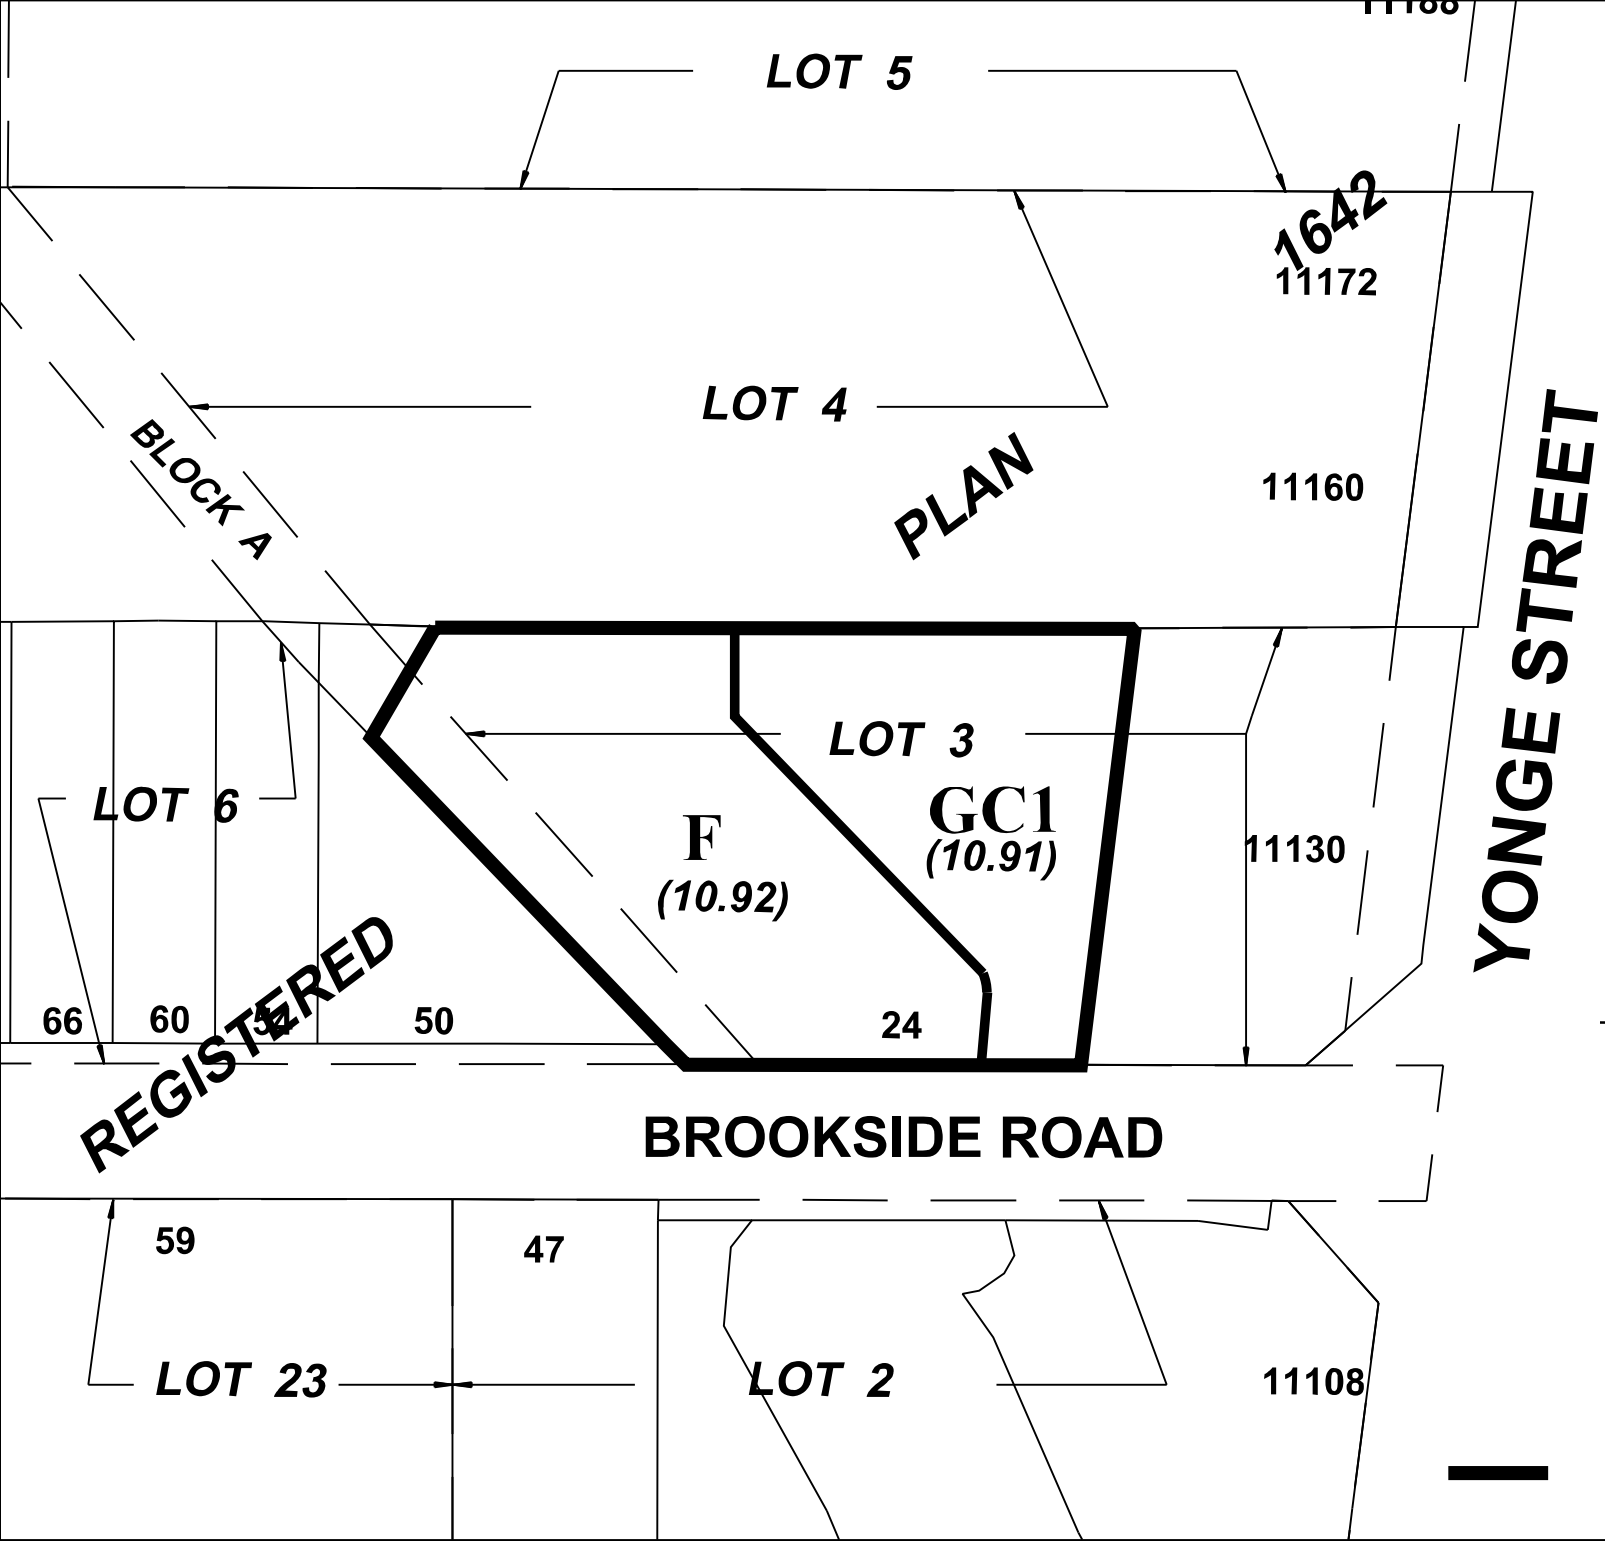 11188
LOT 5
1642
11172
LOT 4
BLOCK A
PLAN
11160
YONGE STREET
LOT 3
GC1
(10.91)
LOT 6
F
(10.92)
11130
REGISTERED
66
60
50
24
BROOKSIDE ROAD
59
47
LOT 23
LOT 2
11108